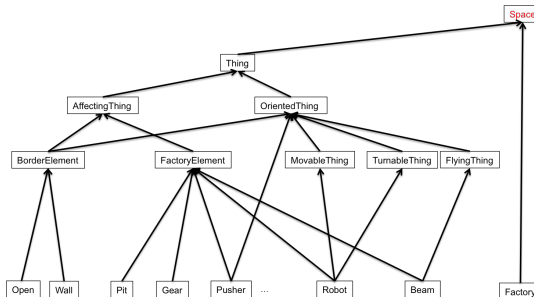 Space
Thing
AffectingThing OrientedThing
BorderElement FactoryElement MovableThing TurnableThing FlyingThing
Open Wall Pit Gear Pusher ... Robot Beam Factory